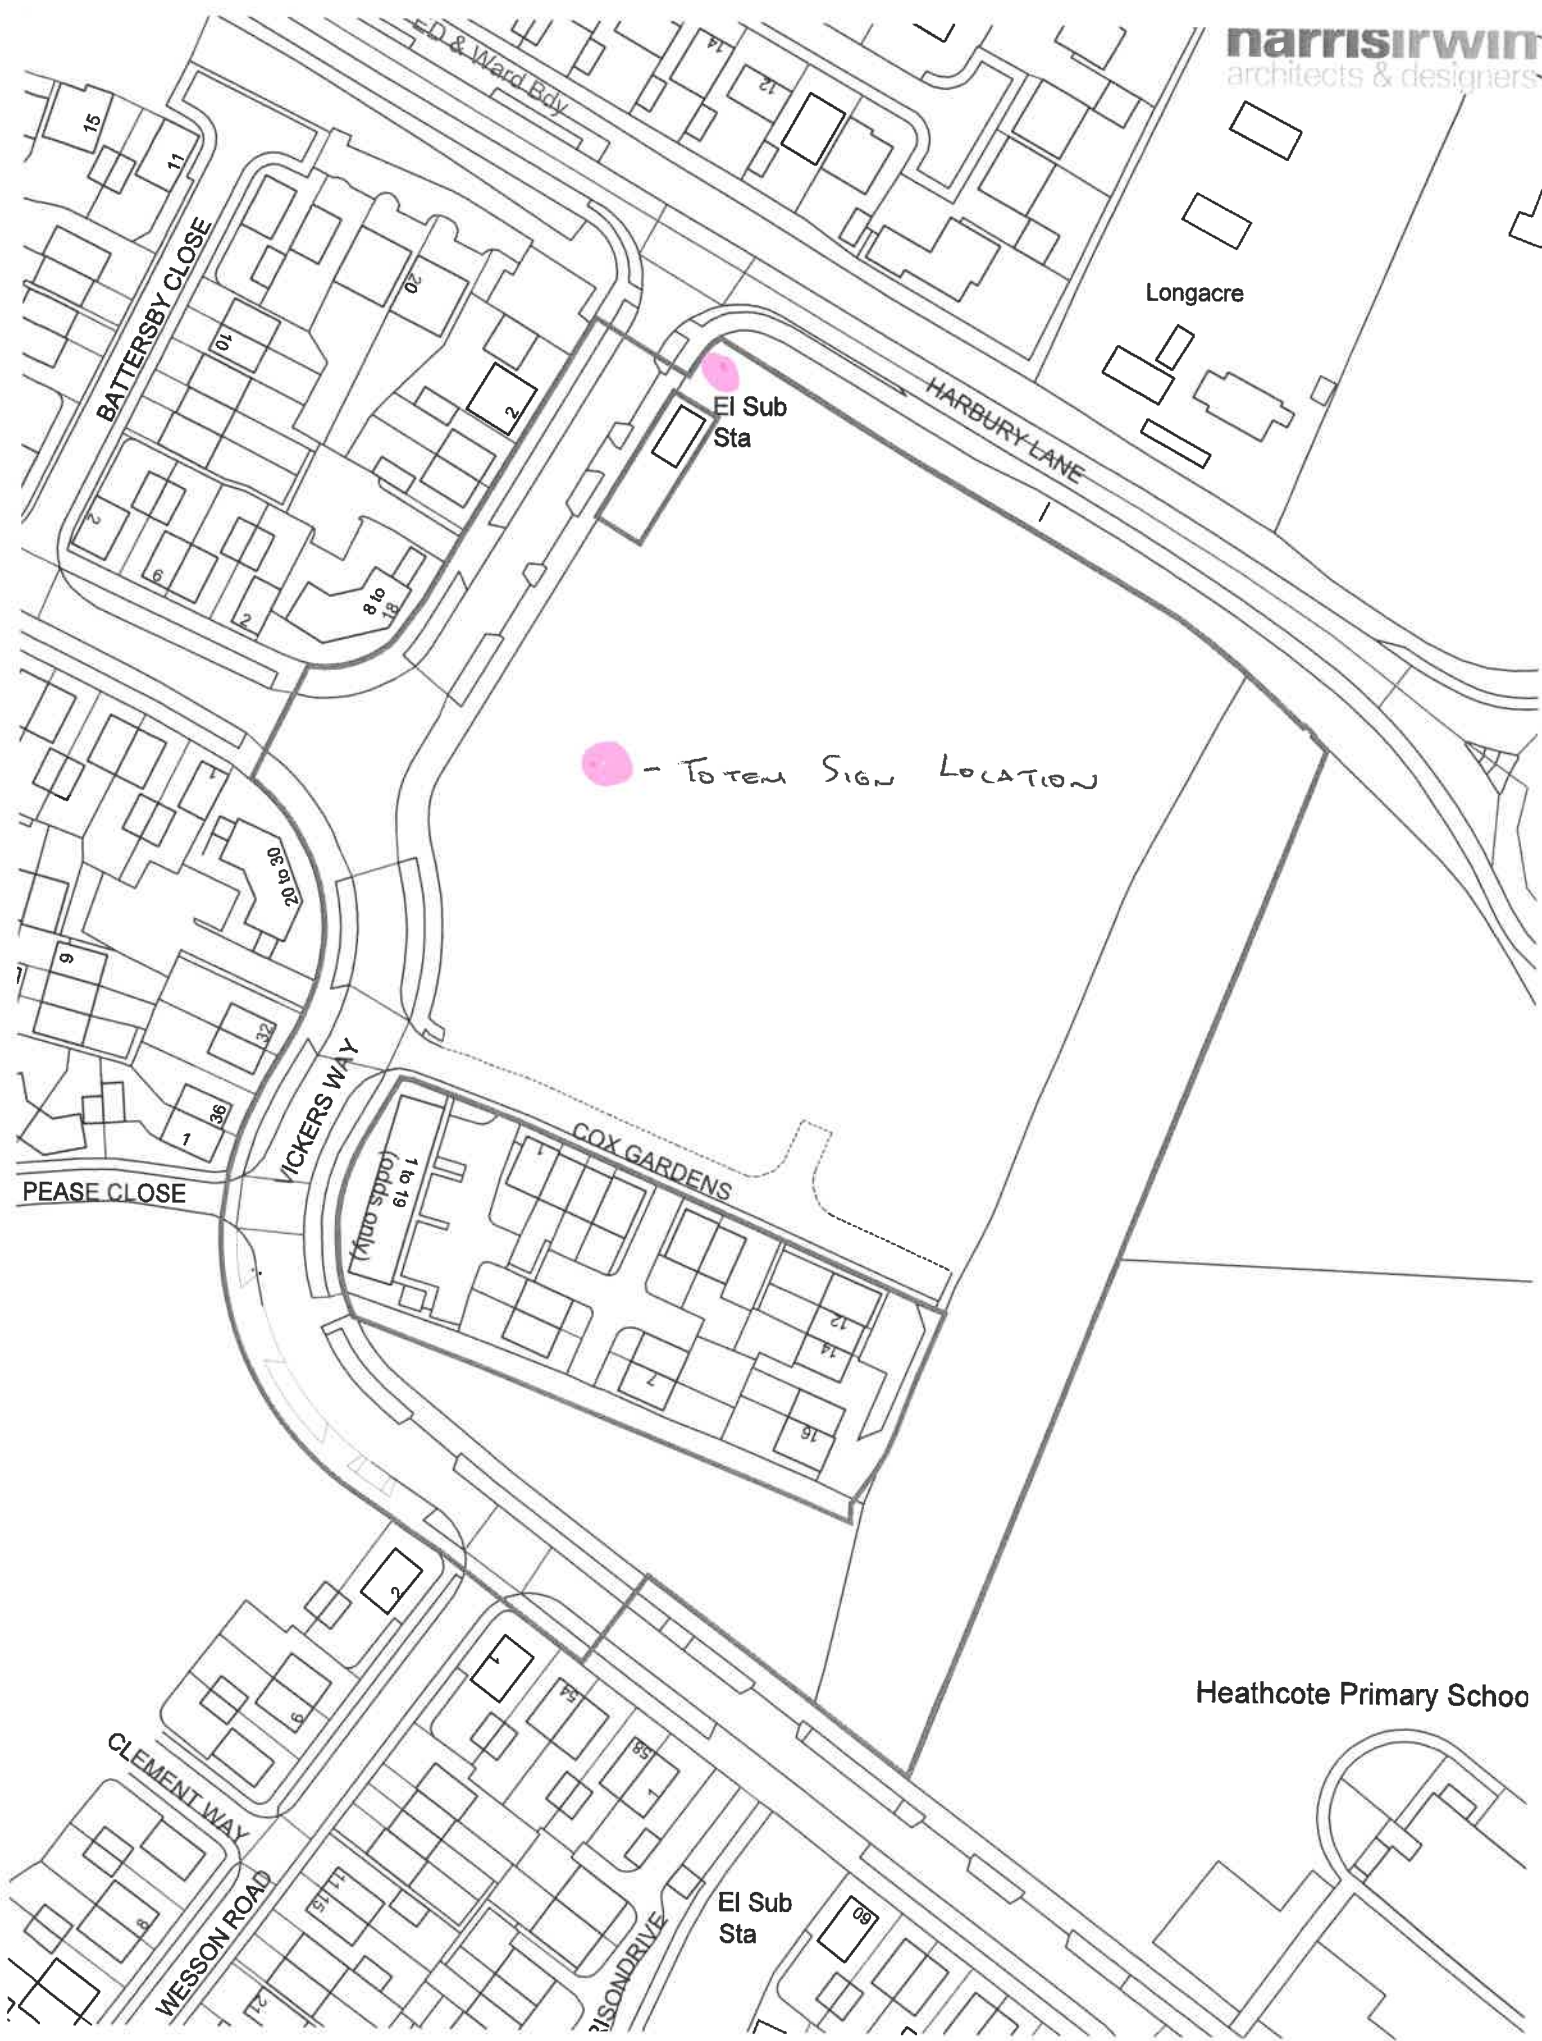 harrisirwin
architects & designers
ED & Ward Bdy
14
12
15
11
BATTERSBY CLOSE
Longacre
20
10
HARBURY LANE
El Sub
Sta
2
2
6
2
8 to
18
- TOTEM SIGN LOCATION
1
20 to 30
9
32
36
1
VICKERS WAY
PEASE CLOSE
COX GARDENS
1 to 19
(odds only)
1
12
14
7
16
2
1
54
9
58
1
Heathcote Primary Schoo
CLEMENT WAY
WESSON ROAD
11-15
8
21
RISONDRIVE
El Sub
Sta
60